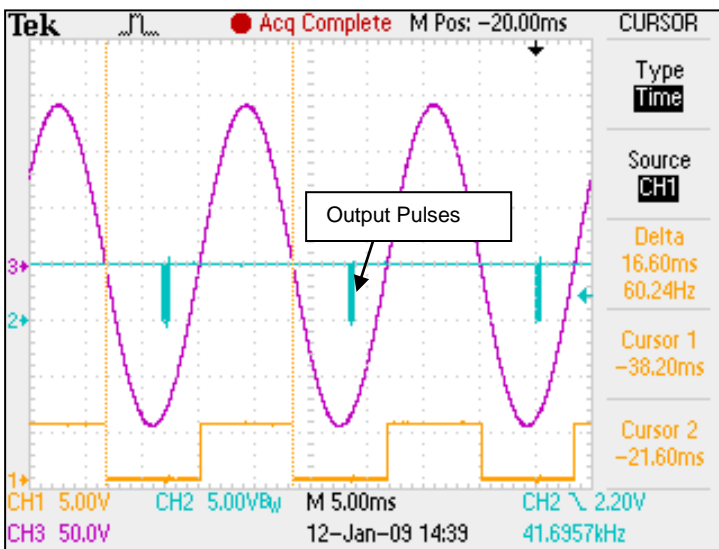 Tek Acq Complete M Pos: −20.00ms CURSOR
Type
Time
Source
CH1
Output Pulses
Delta
16.60ms
60.24Hz
3
2
Cursor 1
−38.20ms
Cursor 2
−21.60ms
1
CH1 5.00V CH2 5.00VBW M 5.00ms CH2 2.20V
CH3 50.0V 12−Jan−09 14:39 41.6957kHz